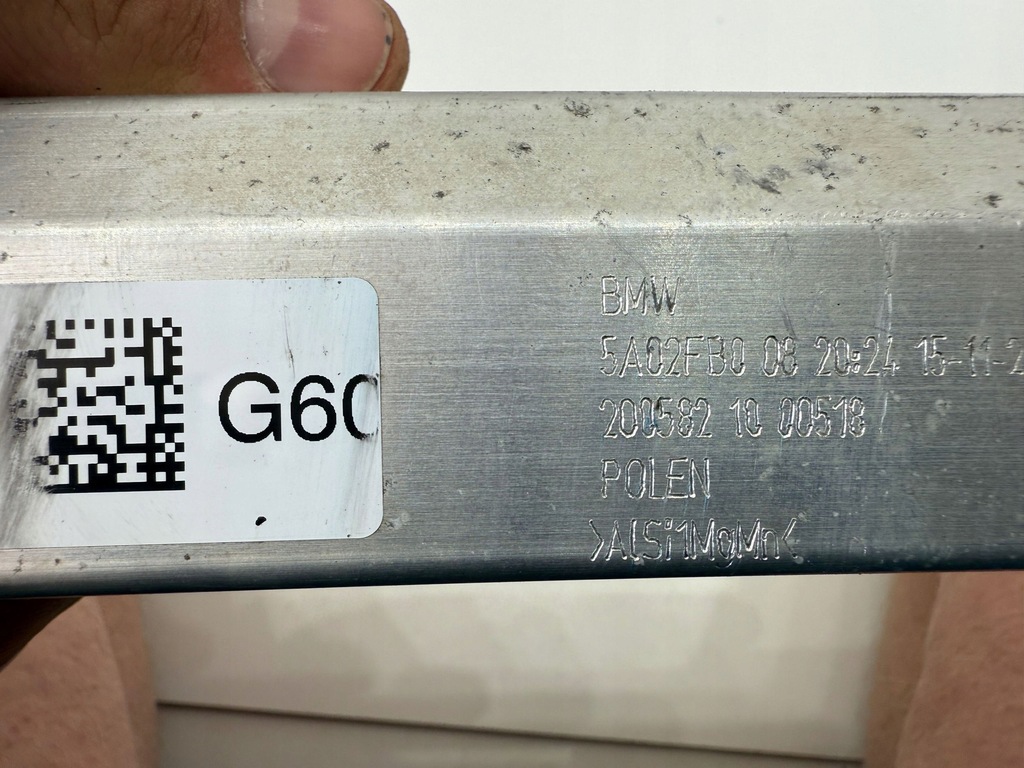 G60
BMW
5A02FB0 08 20:24 15-11-2
200582 10 00518
POLEN
>AlSi1MgMn<